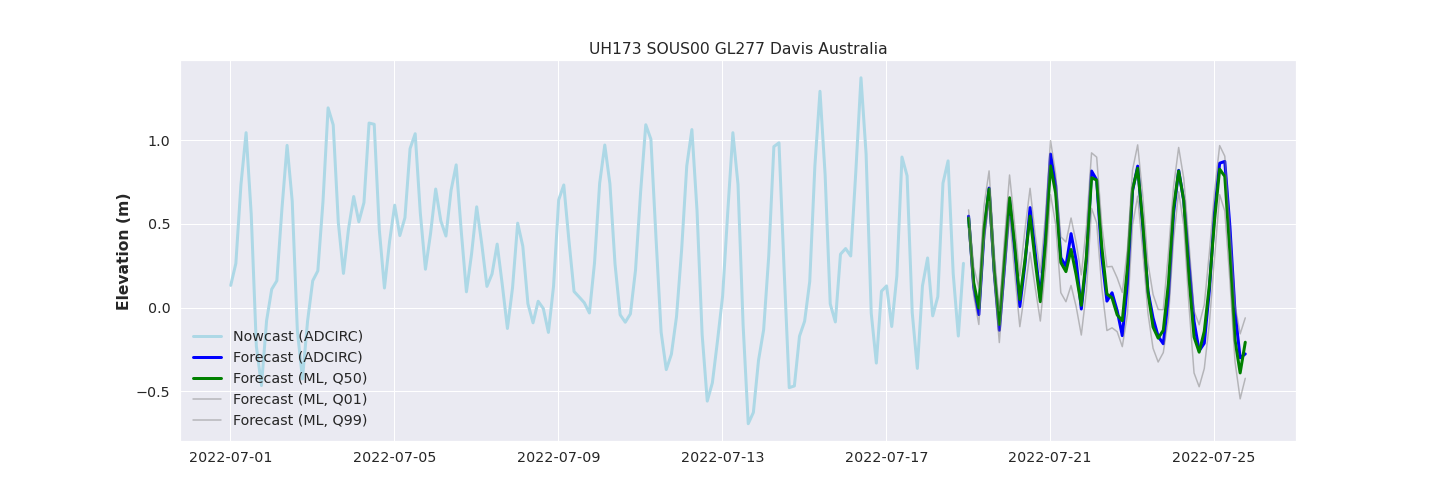 UH173 SOUS00 GL277 Davis Australia
Elevation (m)
1.0
0.5
0.0
−0.5
Nowcast (ADCIRC)
Forecast (ADCIRC)
Forecast (ML, Q50)
Forecast (ML, Q01)
Forecast (ML, Q99)
2022-07-01 2022-07-05 2022-07-09 2022-07-13 2022-07-17 2022-07-21 2022-07-25